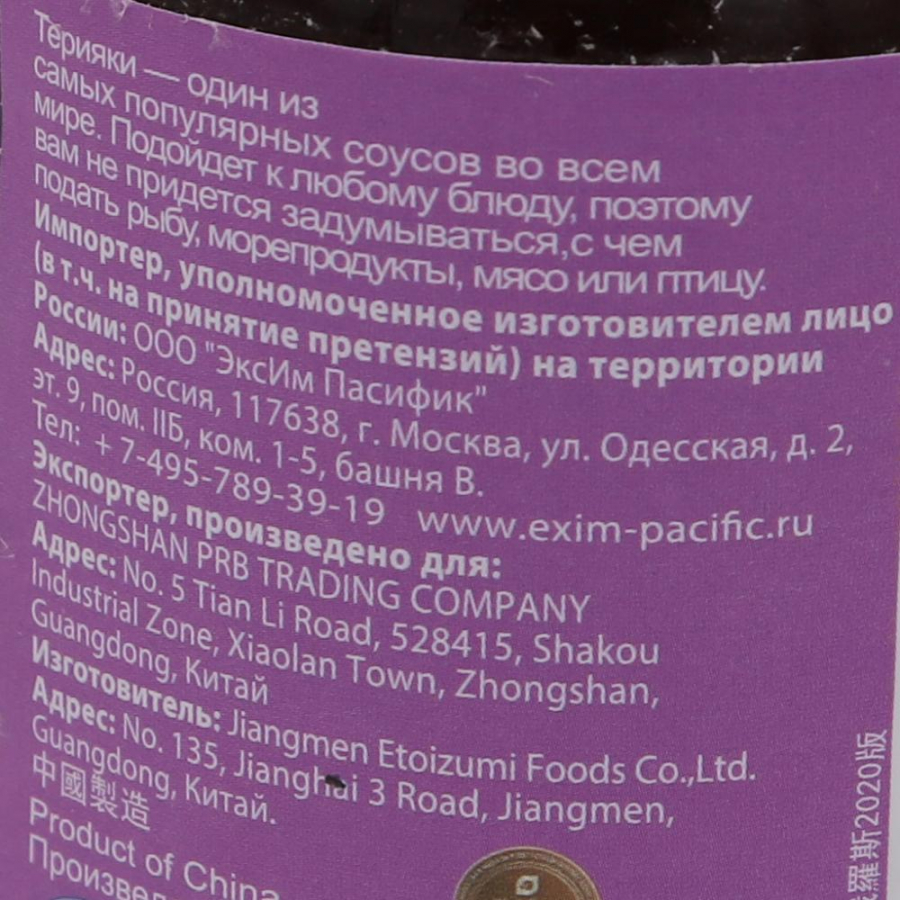 Терияки — один из
самых популярных соусов во всем
мире. Подойдет к любому блюду, поэтому
вам не придется задумываться,с чем
подать рыбу, морепродукты, мясо или птицу.
Импортер, уполномоченное изготовителем лицо
(в т.ч. на принятие претензий) на территории
России: ООО "ЭксИм Пасифик"
Адрес: Россия, 117638, г. Москва, ул. Одесская, д. 2,
эт. 9, пом. IIБ, ком. 1-5, башня В.
Тел: + 7-495-789-39-19 www.exim-pacific.ru
Экспортер, произведено для:
ZHONGSHAN PRB TRADING COMPANY
Адрес: No. 5 Tian Li Road, 528415, Shakou
Industrial Zone, Xiaolan Town, Zhongshan,
Guangdong, Китай
Изготовитель: Jiangmen Etoizumi Foods Co.,Ltd.
Адрес: No. 135, Jianghai 3 Road, Jiangmen,
Guangdong, Китай.
中國製造
Product of China
羅斯2020版